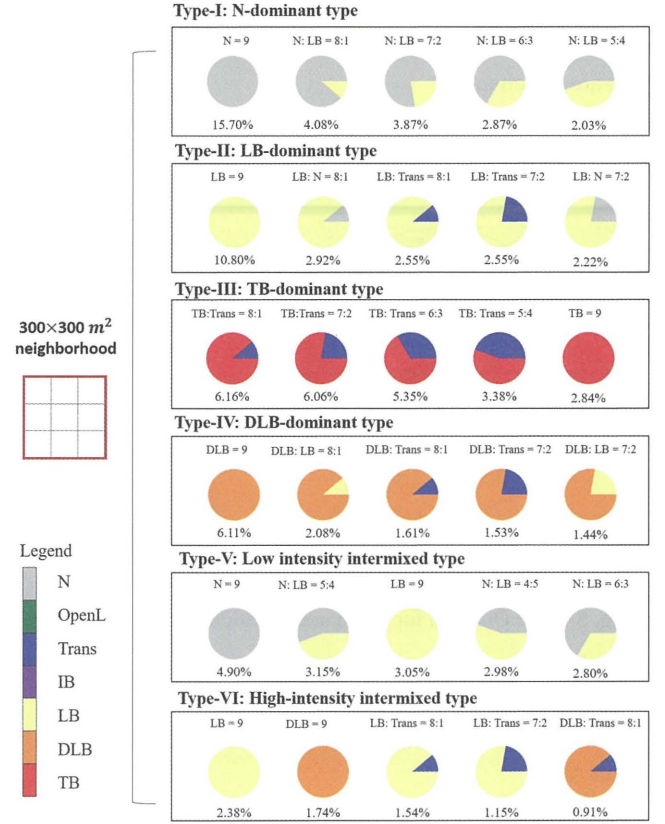 Type-I: N-dominant type
N = 9 N: LB = 8:1 N: LB = 7:2 N: LB = 6:3 N: LB = 5:4
15.70% 4.08% 3.87% 2.87% 2.03%
Type-II: LB-dominant type
LB = 9 LB: N = 8:1 LB: Trans = 8:1 LB: Trans = 7:2 LB: N = 7:2
10.80% 2.92% 2.55% 2.55% 2.22%
Type-III: TB-dominant type
TB:Trans = 8:1 TB:Trans = 7:2 TB: Trans = 6:3 TB: Trans = 5:4 TB = 9
6.16% 6.06% 5.35% 3.38% 2.84%
300×300 m²
neighborhood
Type-IV: DLB-dominant type
DLB = 9 DLB: LB = 8:1 DLB: Trans = 8:1 DLB: Trans = 7:2 DLB: LB = 7:2
6.11% 2.08% 1.61% 1.53% 1.44%
Type-V: Low intensity intermixed type
N = 9 N: LB = 5:4 LB = 9 N: LB = 4:5 N: LB = 6:3
4.90% 3.15% 3.05% 2.98% 2.80%
Type-VI: High-intensity intermixed type
LB = 9 DLB = 9 LB: Trans = 8:1 LB: Trans = 7:2 DLB: Trans = 8:1
2.38% 1.74% 1.54% 1.15% 0.91%
Legend
N
OpenL
Trans
IB
LB
DLB
TB